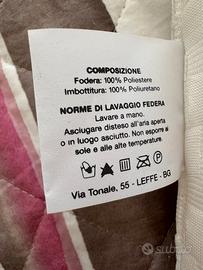 COMPOSIZIONE
Fodera: 100% Poliestere
Imbottitura: 100% Poliuretano
NORME DI LAVAGGIO FEDERA
Lavare a mano.
Asciugare disteso all'aria aperta
o in luogo asciutto. Non esporre
al sole e alle alte temperature.
Via Tonale, 55 - LEFFE - BG
subito